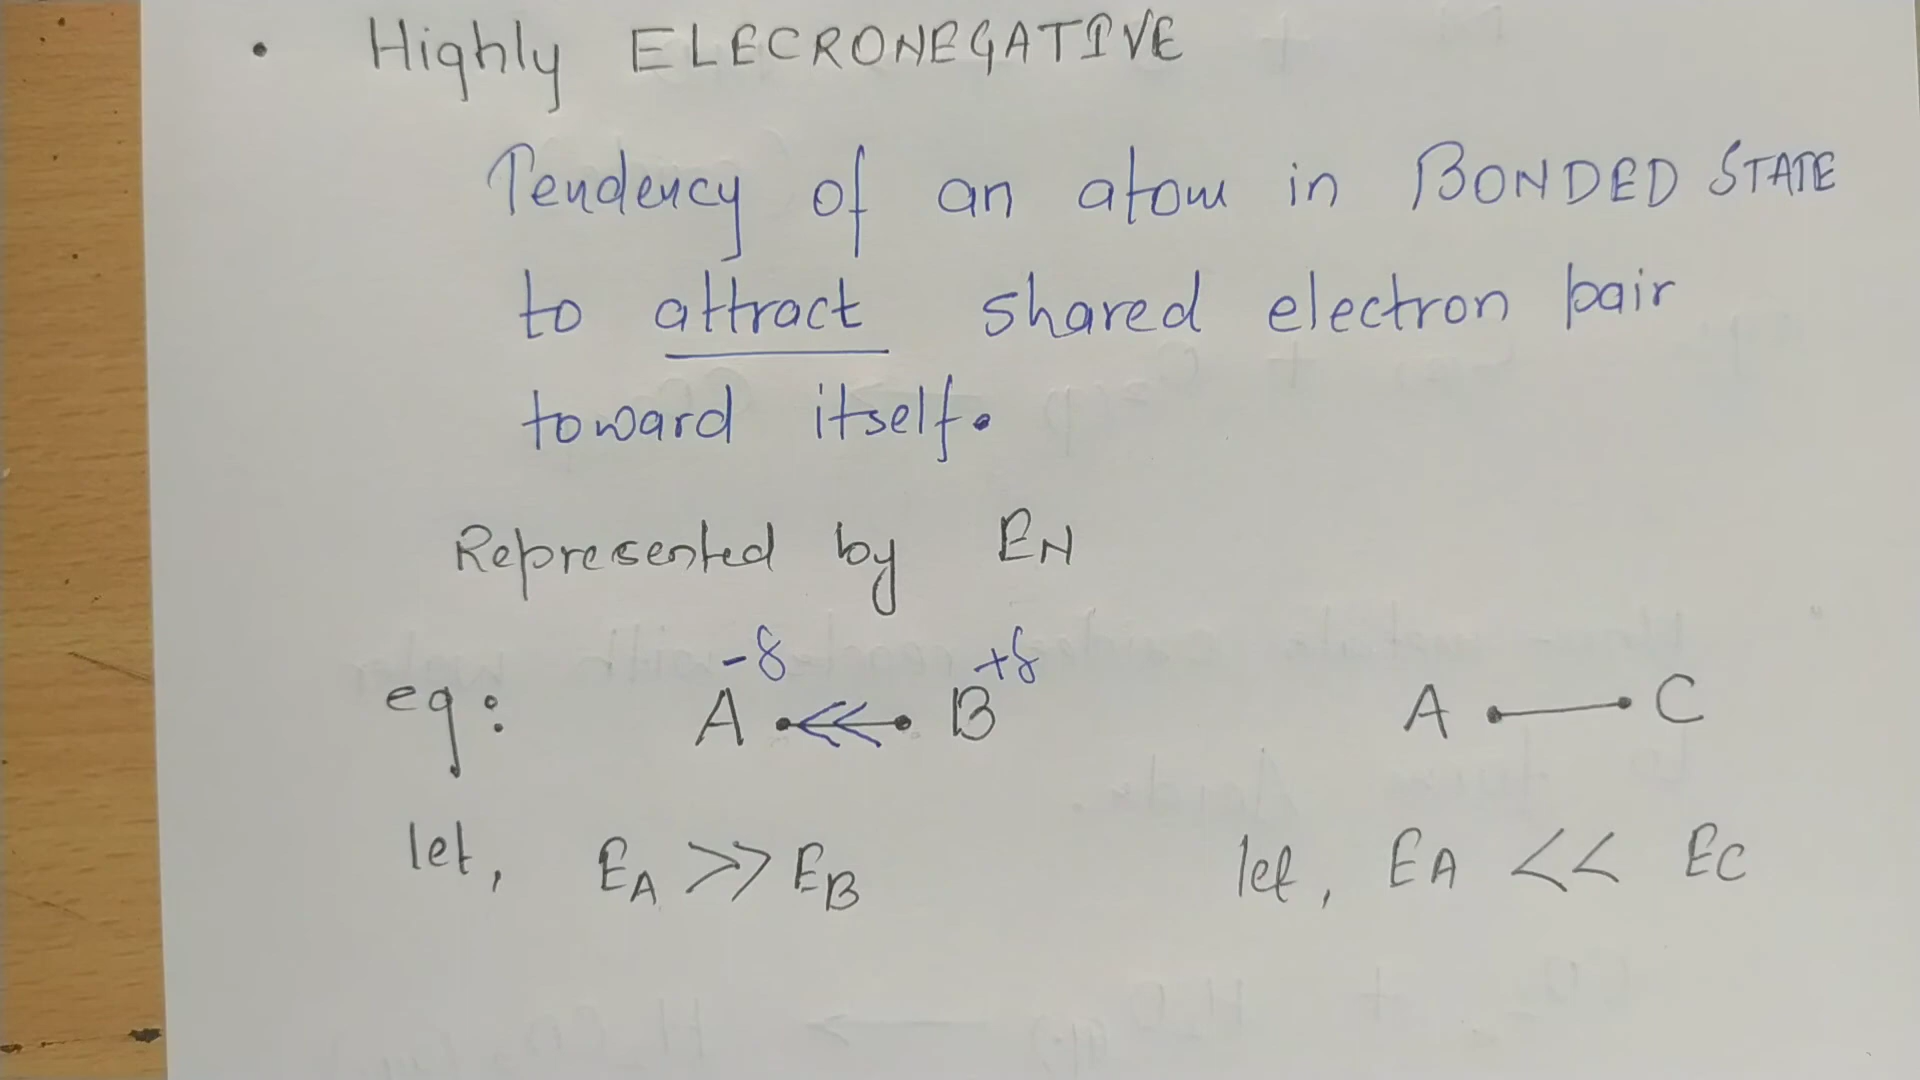 • Highly ELECRONEGATIVE
Tendency of an atom in BONDED STATE
to attract shared electron pair
toward itself.
Represented by EN
-δ +δ
eg: A B A C
let, EA >> EB let, EA << EC